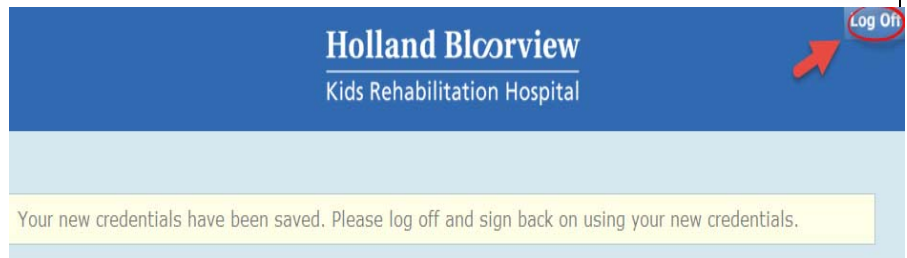 Log Off
Holland Bloorview
Kids Rehabilitation Hospital
Your new credentials have been saved. Please log off and sign back on using your new credentials.